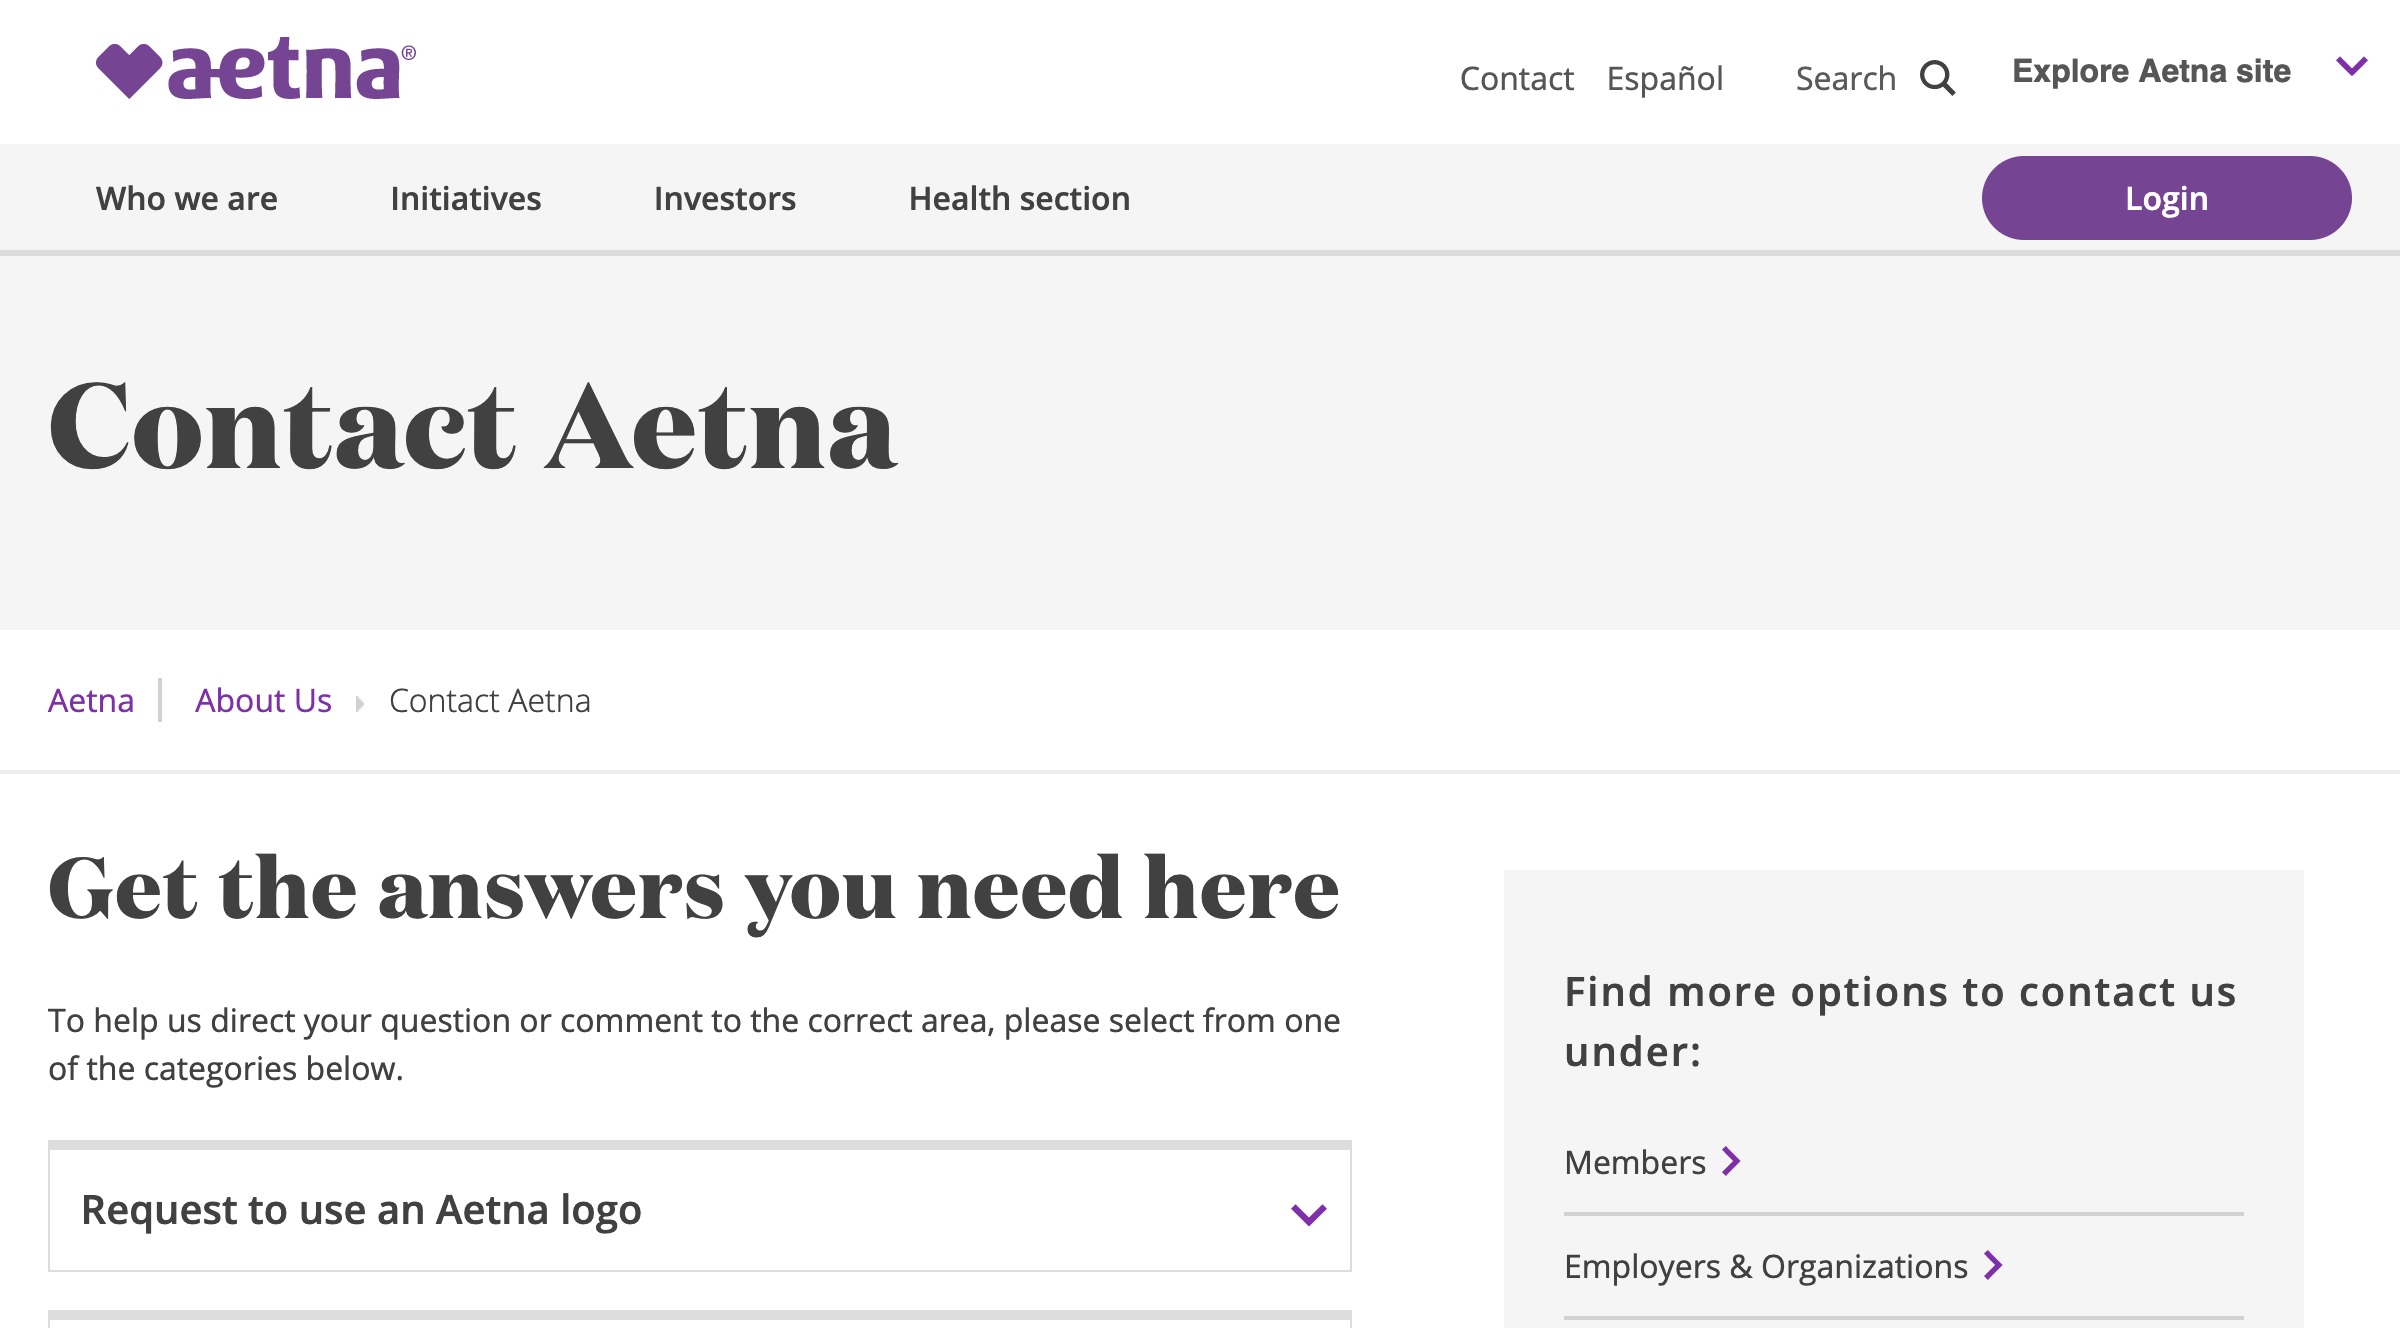 aetna®
Contact Español Search Explore Aetna site
Who we are Initiatives Investors Health section Login
Contact Aetna
Aetna About Us Contact Aetna
Get the answers you need here
To help us direct your question or comment to the correct area, please select from one
of the categories below.
Request to use an Aetna logo
Find more options to contact us
under:
Members
Employers & Organizations